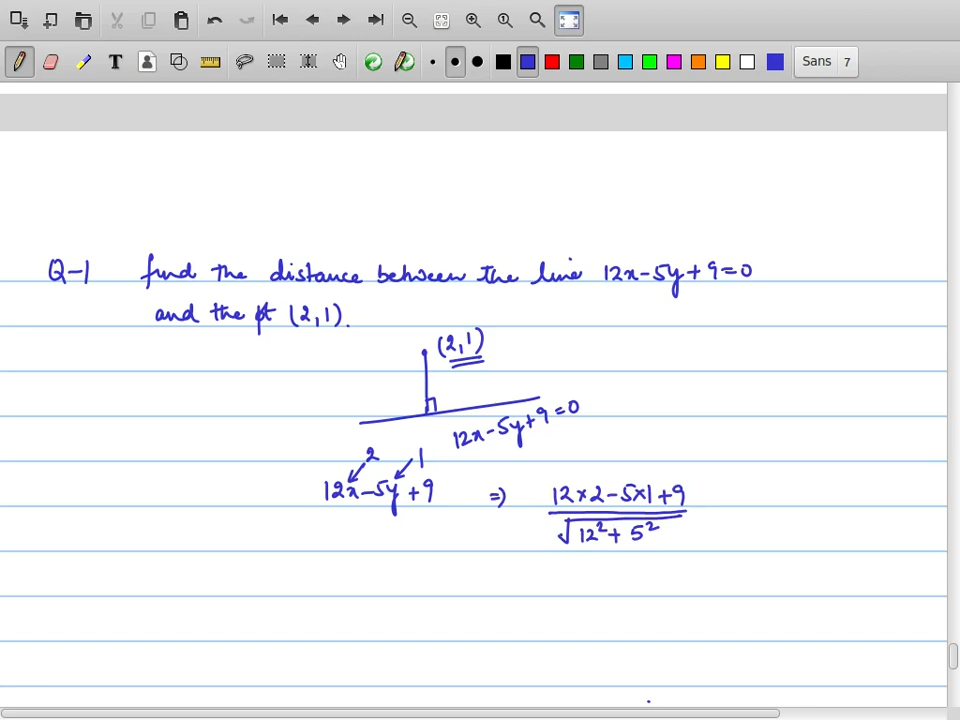 Sans 7
Q-1 find the distance between the line 12x-5y+9=0
and the pt (2,1).
(2,1)
12x-5y+9=0
2 1
12x-5y+9 => 12×2-5×1+9
√12²+5²